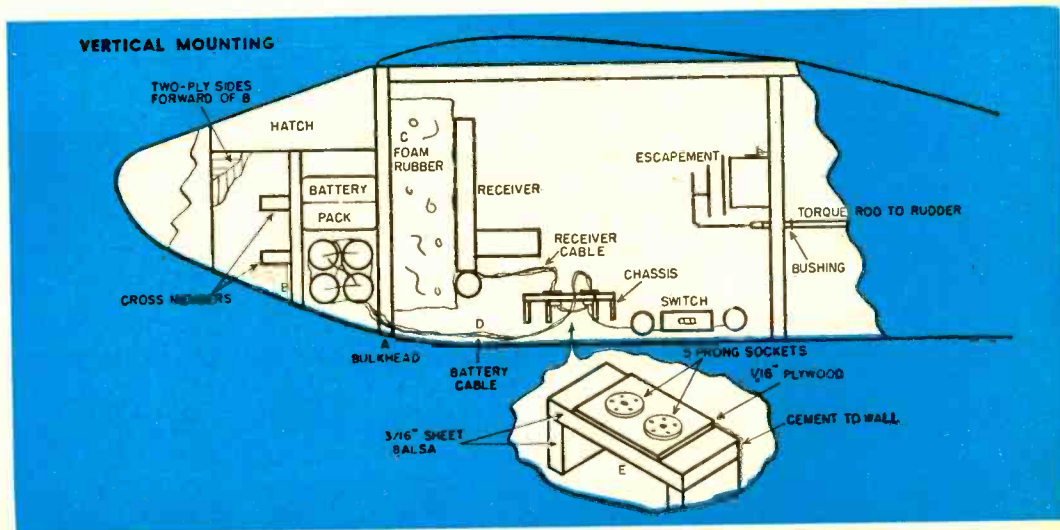 VERTICAL MOUNTING
TWO-PLY SIDES
FORWARD OF B
HATCH
C
FOAM
RUBBER
ESCAPEMENT
BATTERY
PACK
RECEIVER
TORQUE ROD TO RUDDER
RECEIVER
CABLE
BUSHING
CHASSIS
CROSS MEMBERS
B
SWITCH
D
A
BULKHEAD
BATTERY
CABLE
5 PRONG SOCKETS
1/16" PLYWOOD
CEMENT TO WALL
3/16" SHEET
BALSA
E